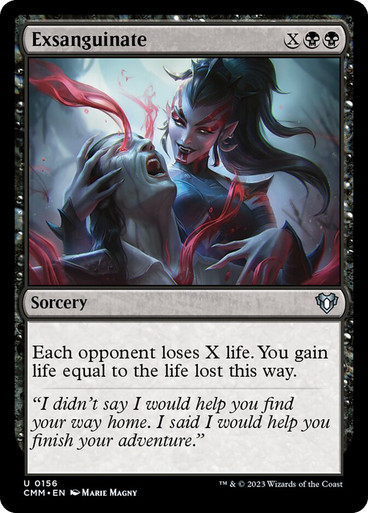 Exsanguinate X
Sorcery
Each opponent loses X life. You gain
life equal to the life lost this way.
“I didn’t say I would help you find
your way home. I said I would help you
finish your adventure.”
U 0156
CMM • EN Marie Magny
™ & © 2023 Wizards of the Coast